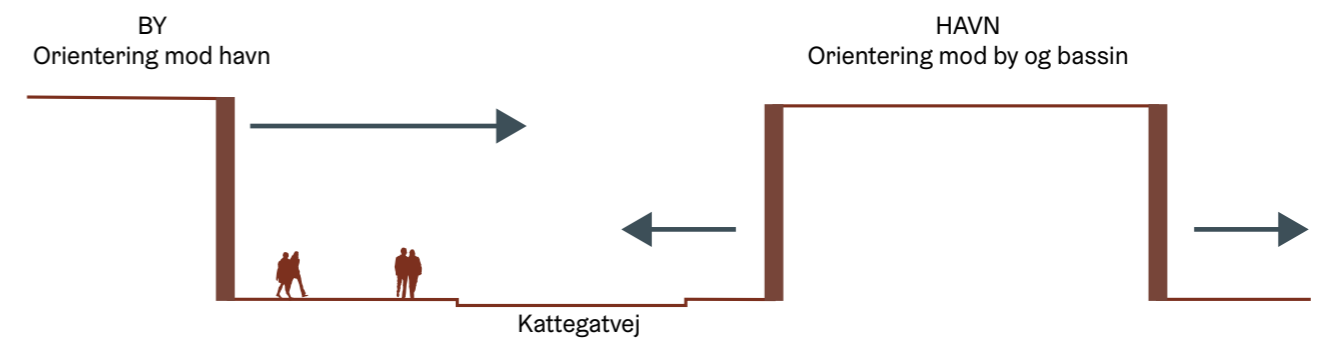 BY
Orientering mod havn
HAVN
Orientering mod by og bassin
Kattegatvej